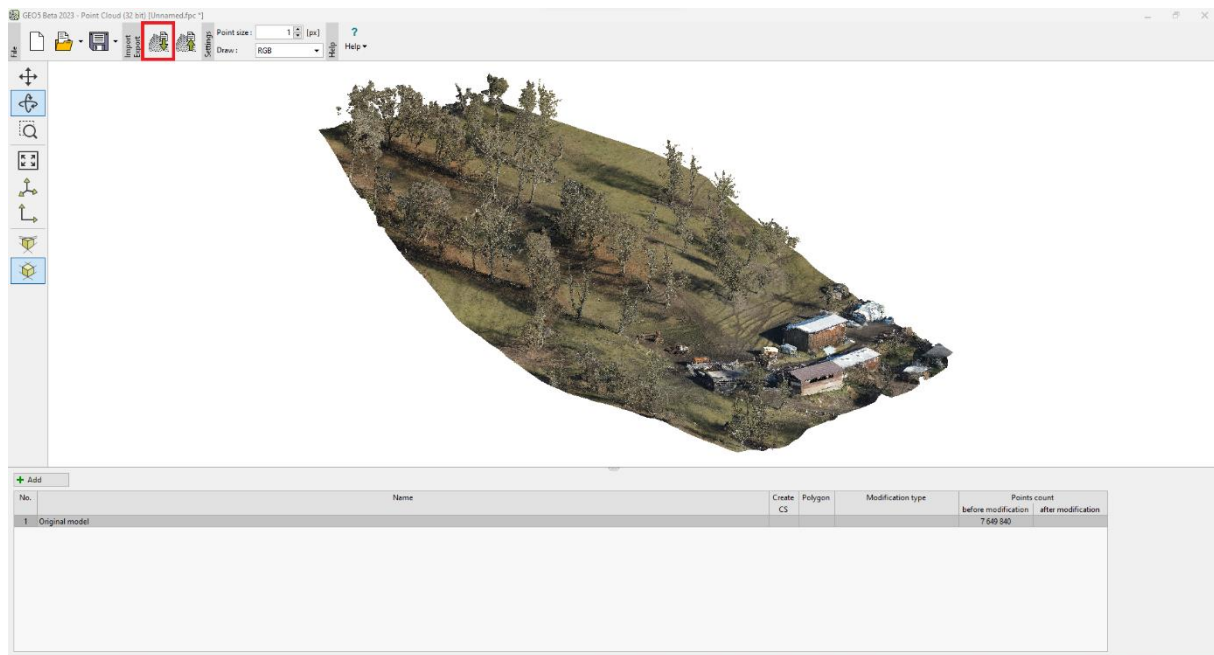 GEO5 Beta 2023 - Point Cloud (32 bit) [Unnamed.fpc *]
File
Import
Export
Settings
Point size :
1
[px]
Draw :
RGB
Help
?
Help
+ Add
No.
Name
Create
CS
Polygon
Modification type
Points count
before modification
after modification
1
Original model
7 649 840